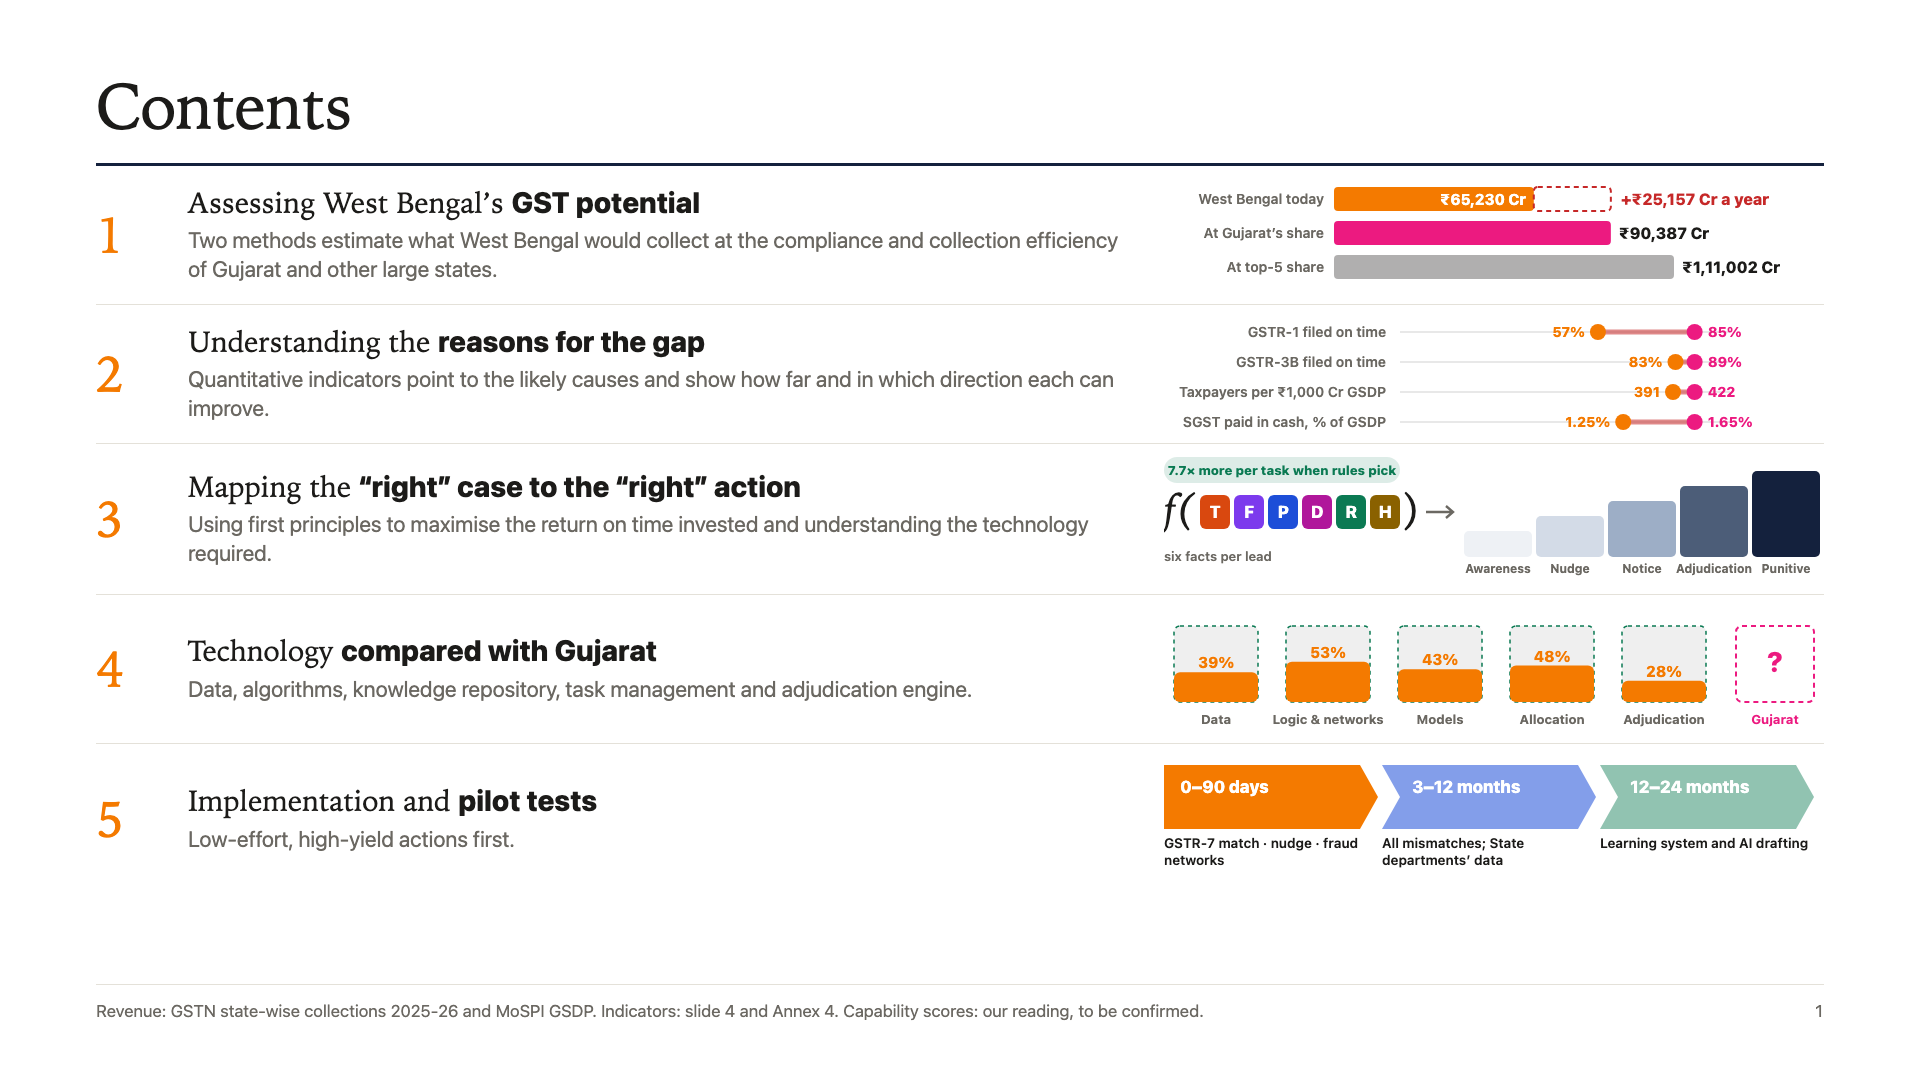 Contents
1
Assessing West Bengal’s GST potential
Two methods estimate what West Bengal would collect at the compliance and collection efficiency
of Gujarat and other large states.
West Bengal today ₹65,230 Cr +₹25,157 Cr a year
At Gujarat’s share ₹90,387 Cr
At top-5 share ₹1,11,002 Cr
2
Understanding the reasons for the gap
Quantitative indicators point to the likely causes and show how far and in which direction each can
improve.
GSTR-1 filed on time 57% 85%
GSTR-3B filed on time 83% 89%
Taxpayers per ₹1,000 Cr GSDP 391 422
SGST paid in cash, % of GSDP 1.25% 1.65%
3
Mapping the “right” case to the “right” action
Using first principles to maximise the return on time invested and understanding the technology
required.
7.7× more per task when rules pick
f( T F P D R H ) →
six facts per lead
Awareness Nudge Notice Adjudication Punitive
4
Technology compared with Gujarat
Data, algorithms, knowledge repository, task management and adjudication engine.
39% 53% 43% 48% 28% ?
Data Logic & networks Models Allocation Adjudication Gujarat
5
Implementation and pilot tests
Low-effort, high-yield actions first.
0–90 days 3–12 months 12–24 months
GSTR-7 match · nudge · fraud
networks
All mismatches; State
departments’ data
Learning system and AI drafting
Revenue: GSTN state-wise collections 2025-26 and MoSPI GSDP. Indicators: slide 4 and Annex 4. Capability scores: our reading, to be confirmed.
1